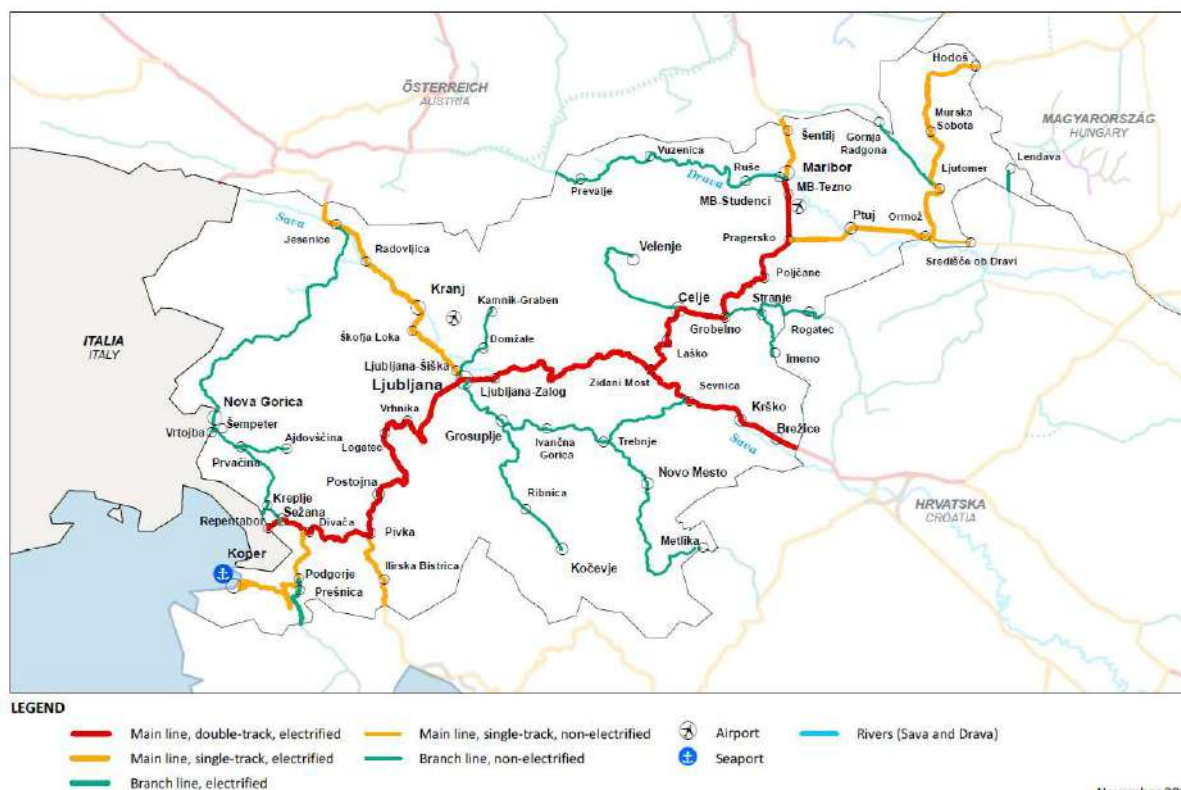 Hodoš
ÖSTERREICH
AUSTRIA
Murska
Sobota
MAGYARORSZÁG
HUNGARY
Šentilj
Gornja
Radgona
Vuzenica
Ruše
Maribor
Lendava
Drava
MB-Tezno
Ljutomer
Prevalje
MB-Studenci
Sava
Ptuj
Ormož
Jesenice
Pragersko
Radovljica
Velenje
Središče ob Dravi
Poljčane
Kranj
Kamnik-Graben
Celje
Stranje
Grobelno
Rogatec
ITALIA
ITALY
Škofja Loka
Domžale
Laško
Imeno
Ljubljana-Šiška
Ljubljana
Ljubljana-Zalog
Zidani Most
Sevnica
Nova Gorica
Vrhnika
Krško
Šempeter
Grosuplje
Brežice
Vrtojba
Ajdovščina
Logatec
Ivančna
Gorica
Trebnje
Sava
Prvačina
Postojna
Novo Mesto
Ribnica
HRVATSKA
CROATIA
Kreplje
Sežana
Repentabor
Divača
Pivka
Metlika
Koper
Kočevje
Podgorje
Ilirska Bistrica
Prešnica
LEGEND
Main line, double-track, electrified
Main line, single-track, non-electrified
Airport
Rivers (Sava and Drava)
Main line, single-track, electrified
Branch line, non-electrified
Seaport
Branch line, electrified